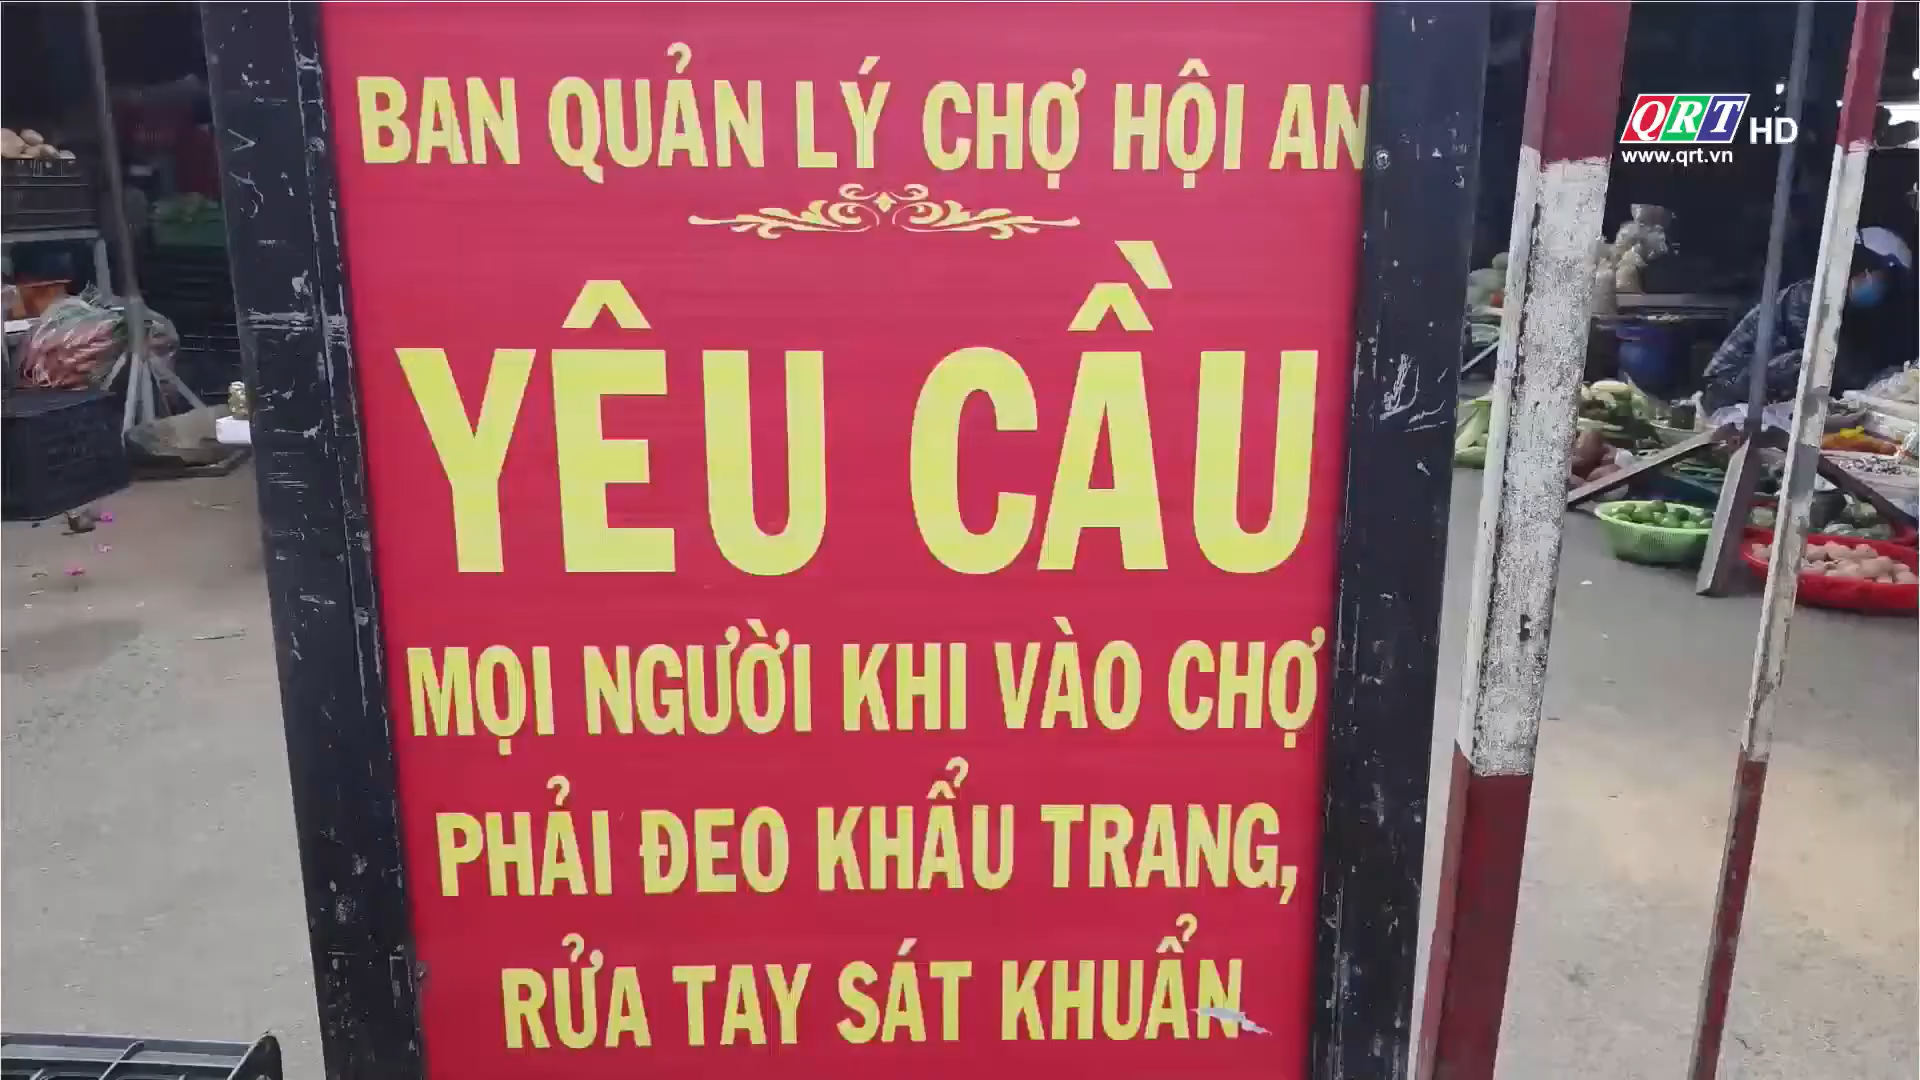 BAN QUẢN LÝ CHỢ HỘI AN
YÊU CẦU
MỌI NGƯỜI KHI VÀO CHỢ
PHẢI ĐEO KHẨU TRANG,
RỬA TAY SÁT KHUẨN
QRT HD
www.qrt.vn